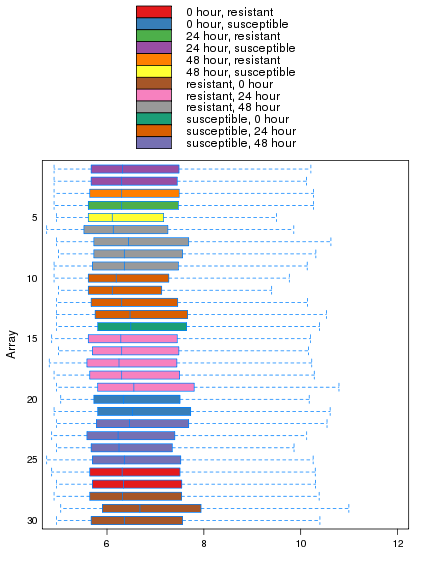 0 hour, resistant
0 hour, susceptible
24 hour, resistant
24 hour, susceptible
48 hour, resistant
48 hour, susceptible
resistant, 0 hour
resistant, 24 hour
resistant, 48 hour
susceptible, 0 hour
susceptible, 24 hour
susceptible, 48 hour
5
10
15
20
25
30
Array
6 8 10 12